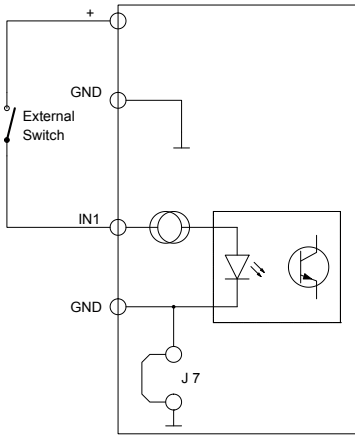 +
GND
External
Switch
IN1
GND
J 7